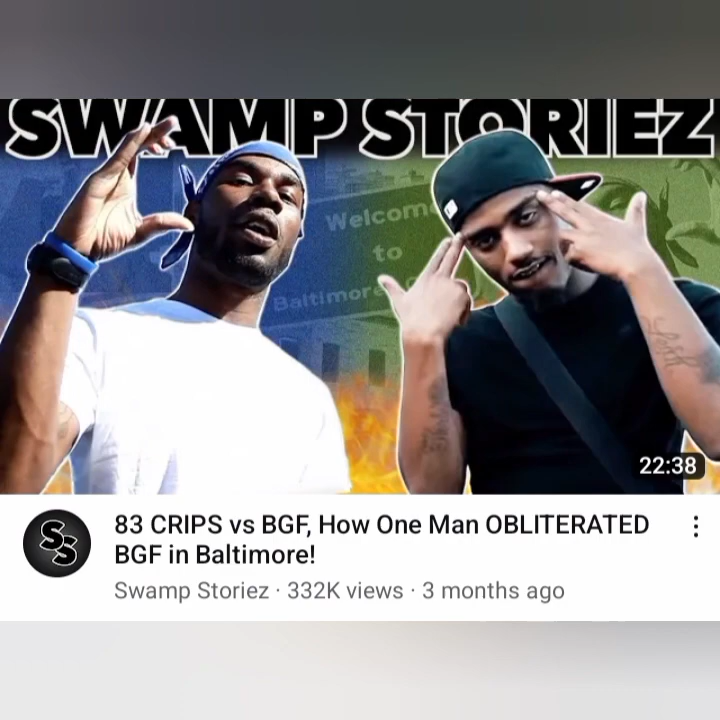 SWAMP STORIEZ
Welcome
to
Baltimore
22:38
SS
83 CRIPS vs BGF, How One Man OBLITERATED
BGF in Baltimore!
Swamp Storiez · 332K views · 3 months ago